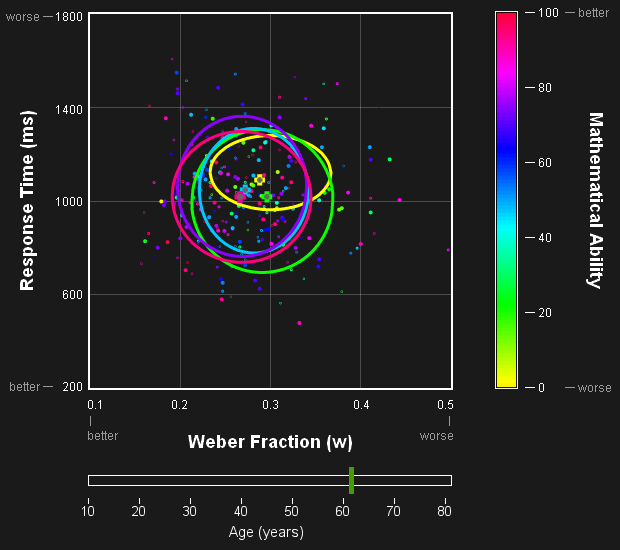 worse
1800
1400
1000
600
200
better
Response Time (ms)
0.1
0.2
0.3
0.4
0.5
better
worse
Weber Fraction (w)
100
better
80
60
40
20
0
worse
Mathematical Ability
10
20
30
40
50
60
70
80
Age (years)